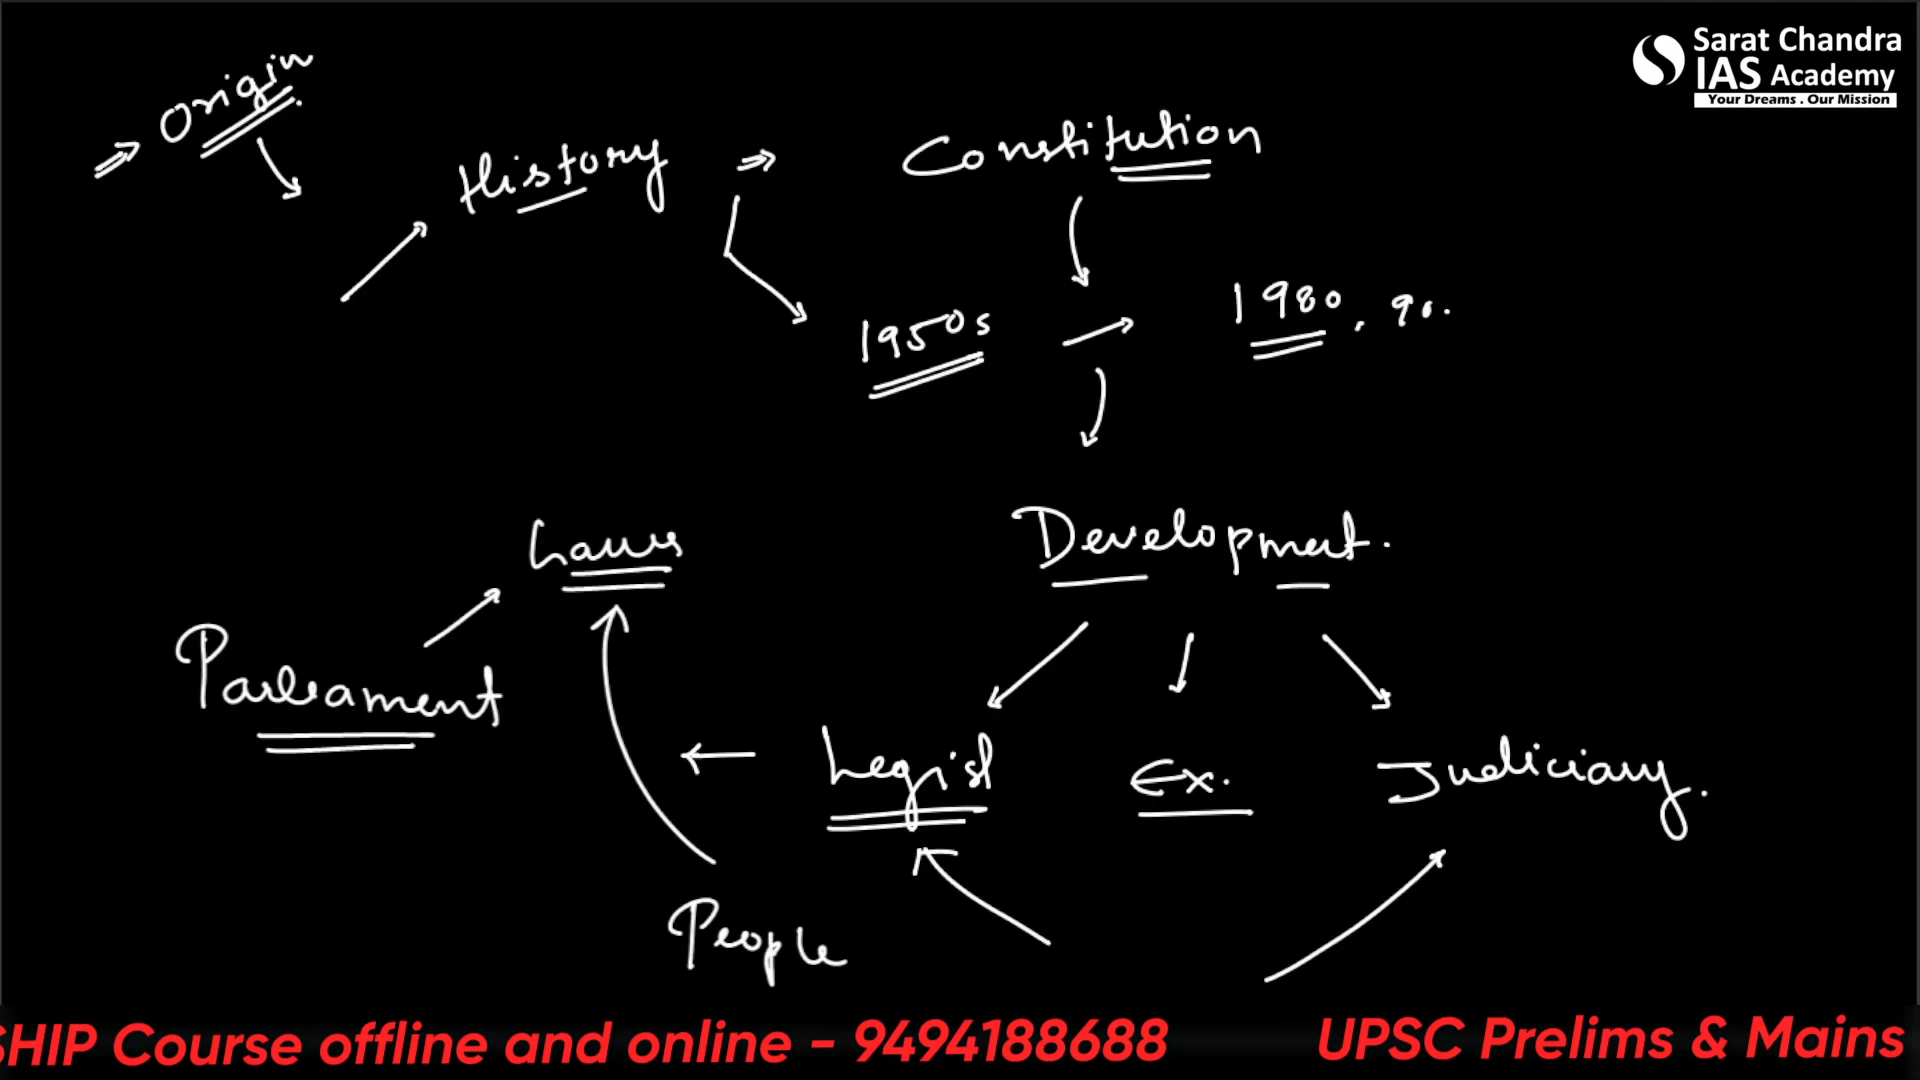 Sarat Chandra
IAS Academy
Your Dreams . Our Mission
Origin
History
Constitution
1950s
1980, 90.
Laws
Development.
Parliament
Legisl
Ex.
Judiciary.
People
SHIP Course offline and online - 9494188688
UPSC Prelims & Mains